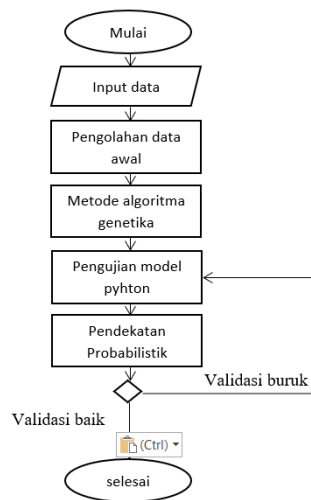 Mulai
Input data
Pengolahan data
awal
Metode algoritma
genetika
Pengujian model
pyhton
Pendekatan
Probabilistik
Validasi buruk
Validasi baik
(Ctrl)
selesai